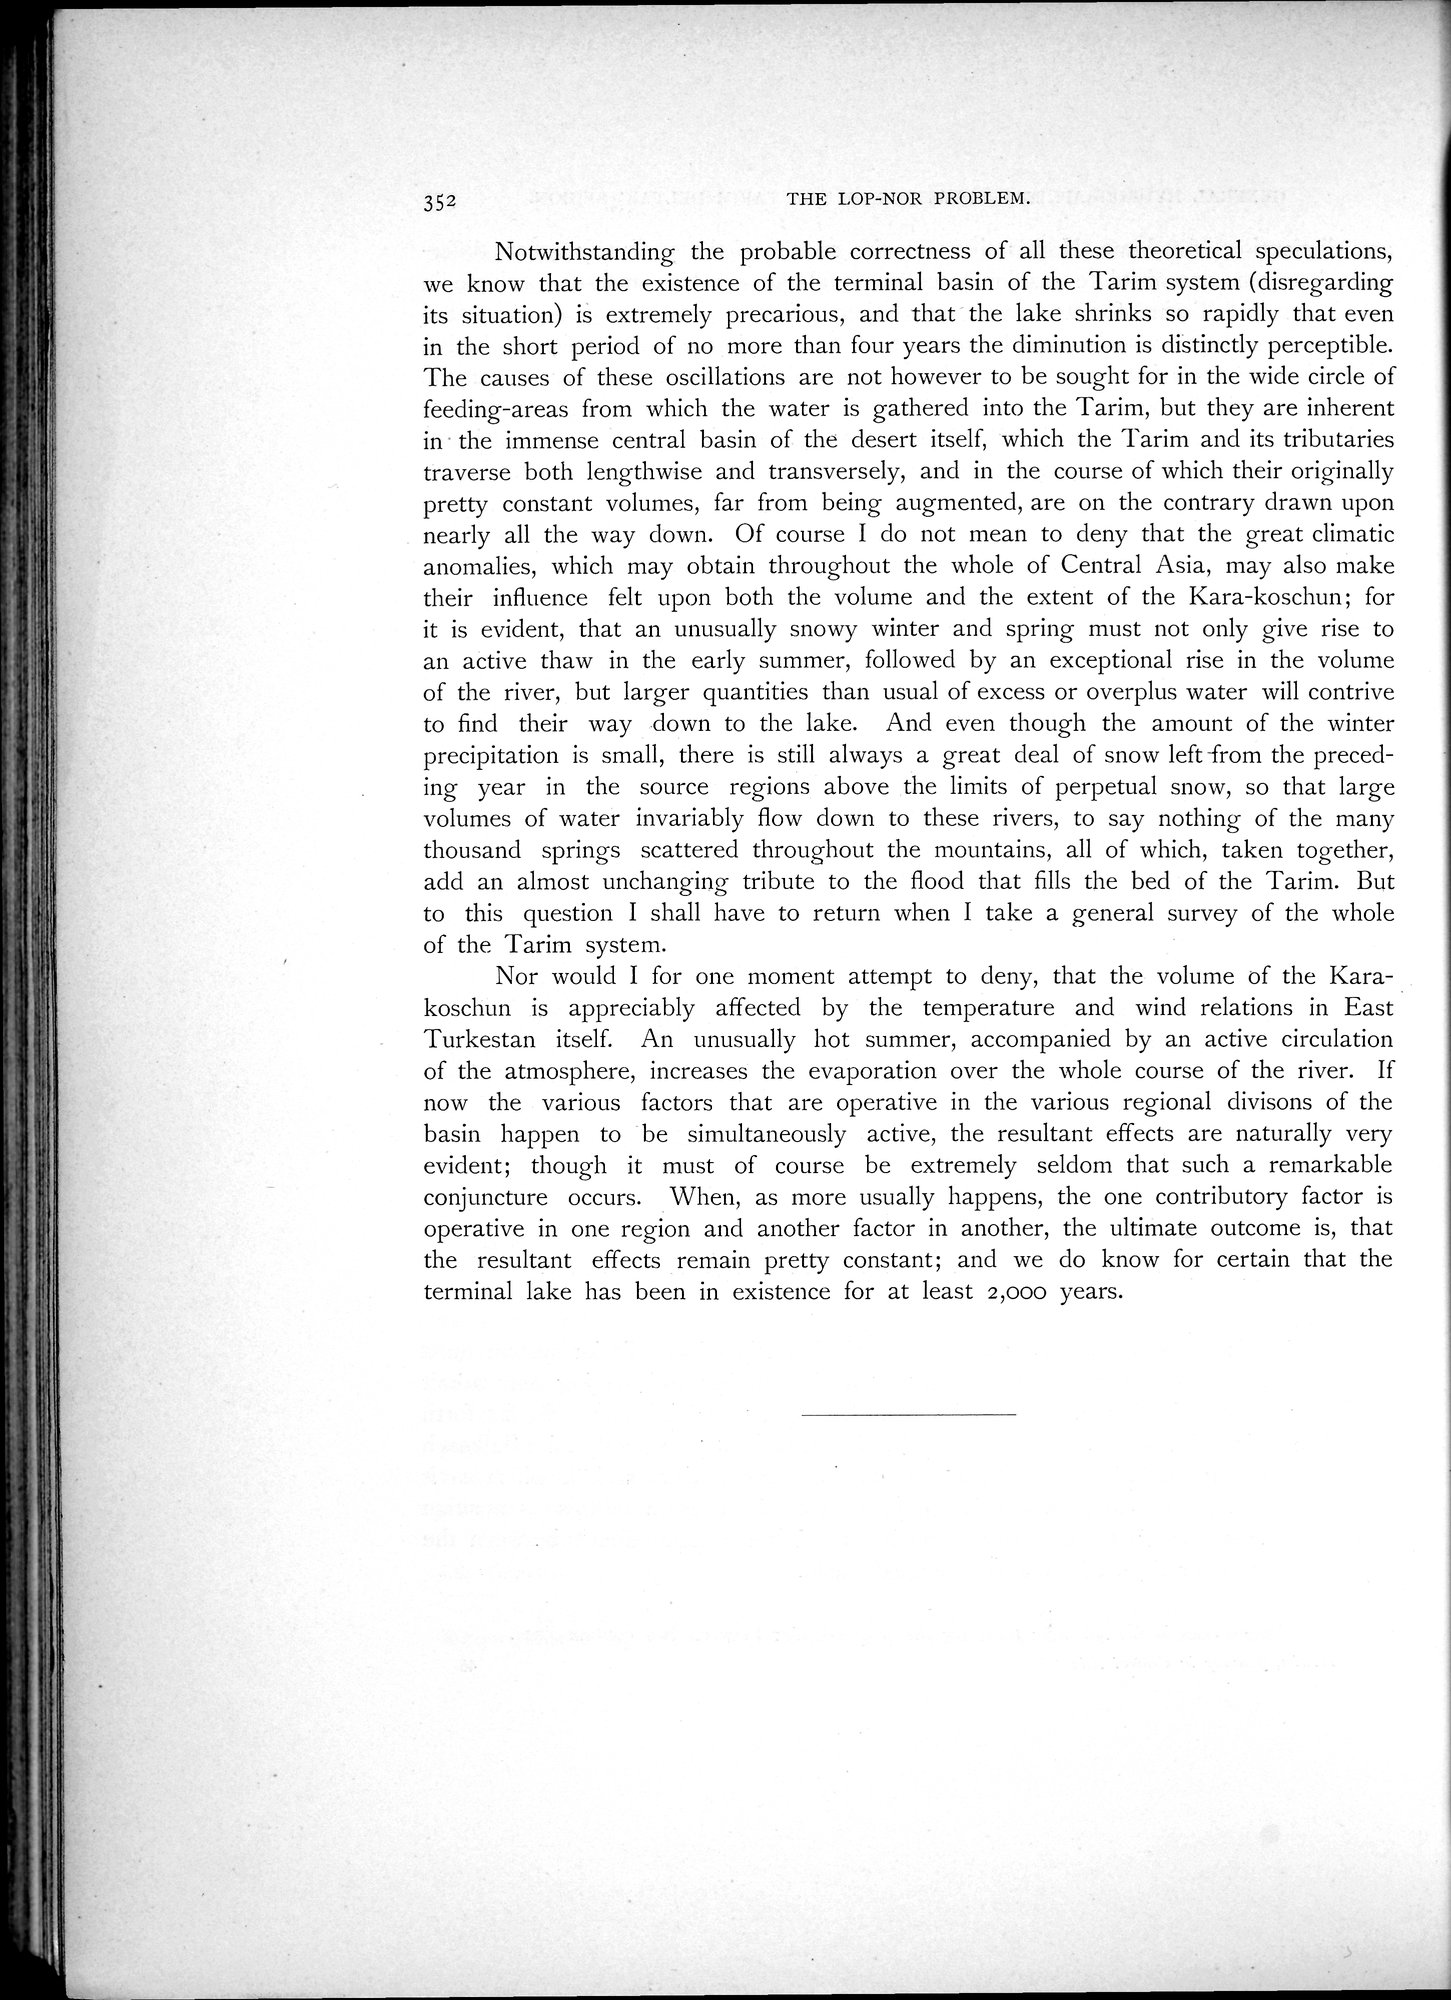 352
THE LOP-NOR PROBLEM.
Notwithstanding the probable correctness of all these theoretical speculations,
we know that the existence of the terminal basin of the Tarim system (disregarding
its situation) is extremely precarious, and that the lake shrinks so rapidly that even
in the short period of no more than four years the diminution is distinctly perceptible.
The causes of these oscillations are not however to be sought for in the wide circle of
feeding-areas from which the water is gathered into the Tarim, but they are inherent
in the immense central basin of the desert itself, which the Tarim and its tributaries
traverse both lengthwise and transversely, and in the course of which their originally
pretty constant volumes, far from being augmented, are on the contrary drawn upon
nearly all the way down. Of course I do not mean to deny that the great climatic
anomalies, which may obtain throughout the whole of Central Asia, may also make
their influence felt upon both the volume and the extent of the Kara-koschun; for
it is evident, that an unusually snowy winter and spring must not only give rise to
an active thaw in the early summer, followed by an exceptional rise in the volume
of the river, but larger quantities than usual of excess or overplus water will contrive
to find their way down to the lake. And even though the amount of the winter
precipitation is small, there is still always a great deal of snow left from the preced-
ing year in the source regions above the limits of perpetual snow, so that large
volumes of water invariably flow down to these rivers, to say nothing of the many
thousand springs scattered throughout the mountains, all of which, taken together,
add an almost unchanging tribute to the flood that fills the bed of the Tarim. But
to this question I shall have to return when I take a general survey of the whole
of the Tarim system.
Nor would I for one moment attempt to deny, that the volume of the Kara-
koschun is appreciably affected by the temperature and wind relations in East
Turkestan itself. An unusually hot summer, accompanied by an active circulation
of the atmosphere, increases the evaporation over the whole course of the river. If
now the various factors that are operative in the various regional divisons of the
basin happen to be simultaneously active, the resultant effects are naturally very
evident; though it must of course be extremely seldom that such a remarkable
conjuncture occurs. When, as more usually happens, the one contributory factor is
operative in one region and another factor in another, the ultimate outcome is, that
the resultant effects remain pretty constant; and we do know for certain that the
terminal lake has been in existence for at least 2,000 years.